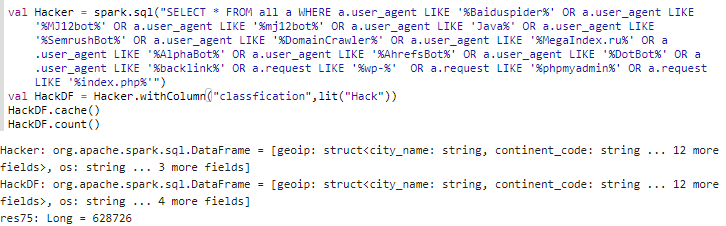 val Hacker = spark.sql("SELECT * FROM all a WHERE a.user_agent LIKE '%Baiduspider%' OR a.user_agent LIKE
'%MJ12bot%' OR a.user_agent LIKE '%mj12bot%' OR a.user_agent LIKE 'Java%' OR a.user_agent LIKE
'%SemrushBot%' OR a.user_agent LIKE '%DomainCrawler%' OR a.user_agent LIKE '%MegaIndex.ru%' OR a
.user_agent LIKE '%AlphaBot%' OR a.user_agent LIKE '%AhrefsBot%' OR a.user_agent LIKE '%DotBot%' OR a
.user_agent LIKE '%backlink%' OR a.request LIKE '%wp-%'  OR a.request LIKE '%phpmyadmin%' OR a.request
LIKE '%index.php%'")
val HackDF = Hacker.withColumn("classfication",lit("Hack"))
HackDF.cache()
HackDF.count()
Hacker: org.apache.spark.sql.DataFrame = [geoip: struct<city_name: string, continent_code: string ... 12 more
fields>, os: string ... 3 more fields]
HackDF: org.apache.spark.sql.DataFrame = [geoip: struct<city_name: string, continent_code: string ... 12 more
fields>, os: string ... 4 more fields]
res75: Long = 628726